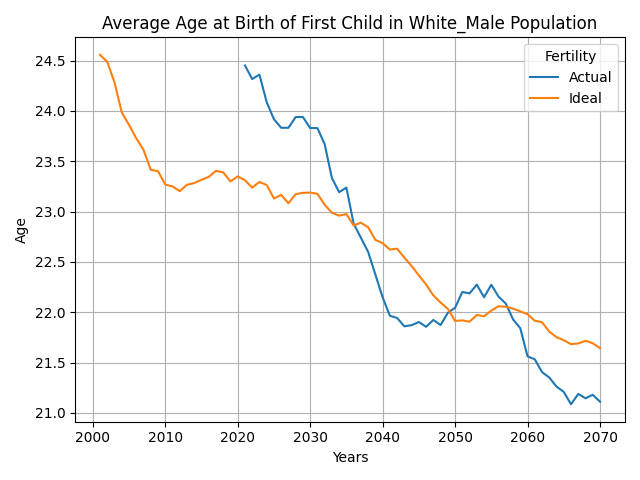 Average Age at Birth of First Child in White_Male Population
Fertility
Actual
Ideal
Age
24.5
24.0
23.5
23.0
22.5
22.0
21.5
21.0
2000 2010 2020 2030 2040 2050 2060 2070
Years